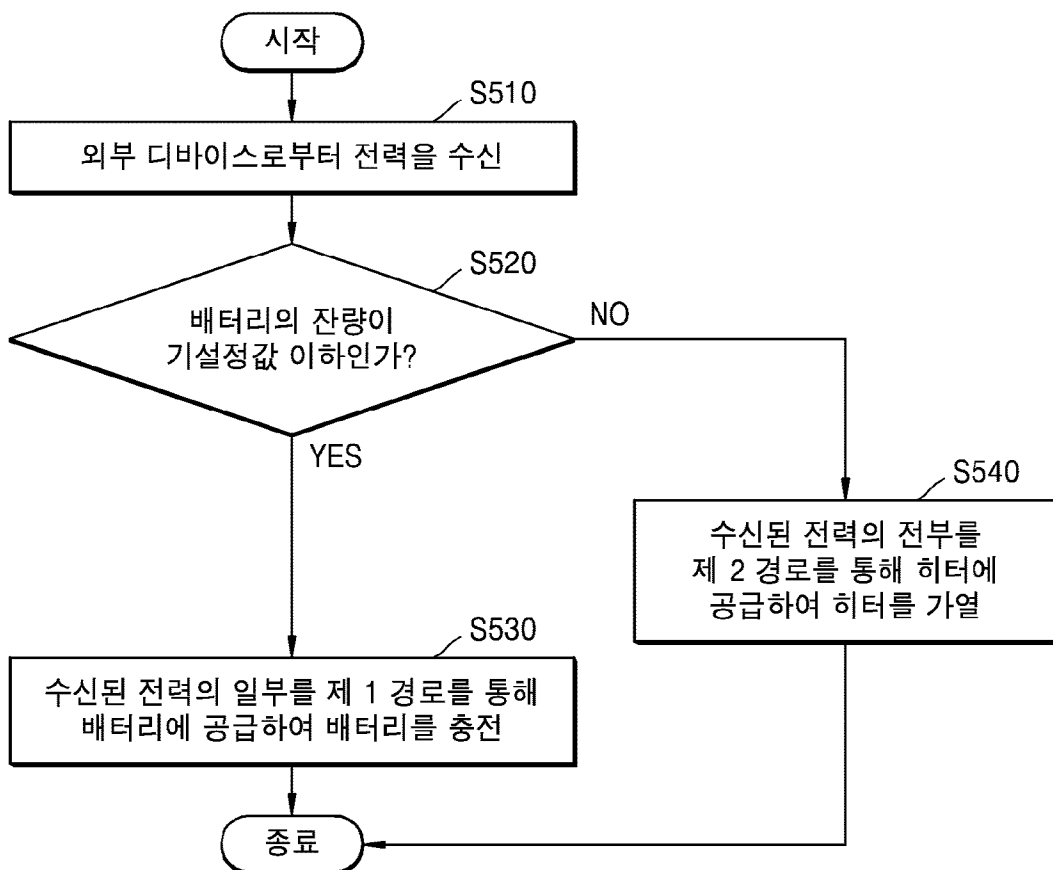 시작
S510
외부 디바이스로부터 전력을 수신
S520
배터리의 잔량이
기설정값 이하인가?
NO
YES
S540
수신된 전력의 전부를
제 2 경로를 통해 히터에
공급하여 히터를 가열
S530
수신된 전력의 일부를 제 1 경로를 통해
배터리에 공급하여 배터리를 충전
종료